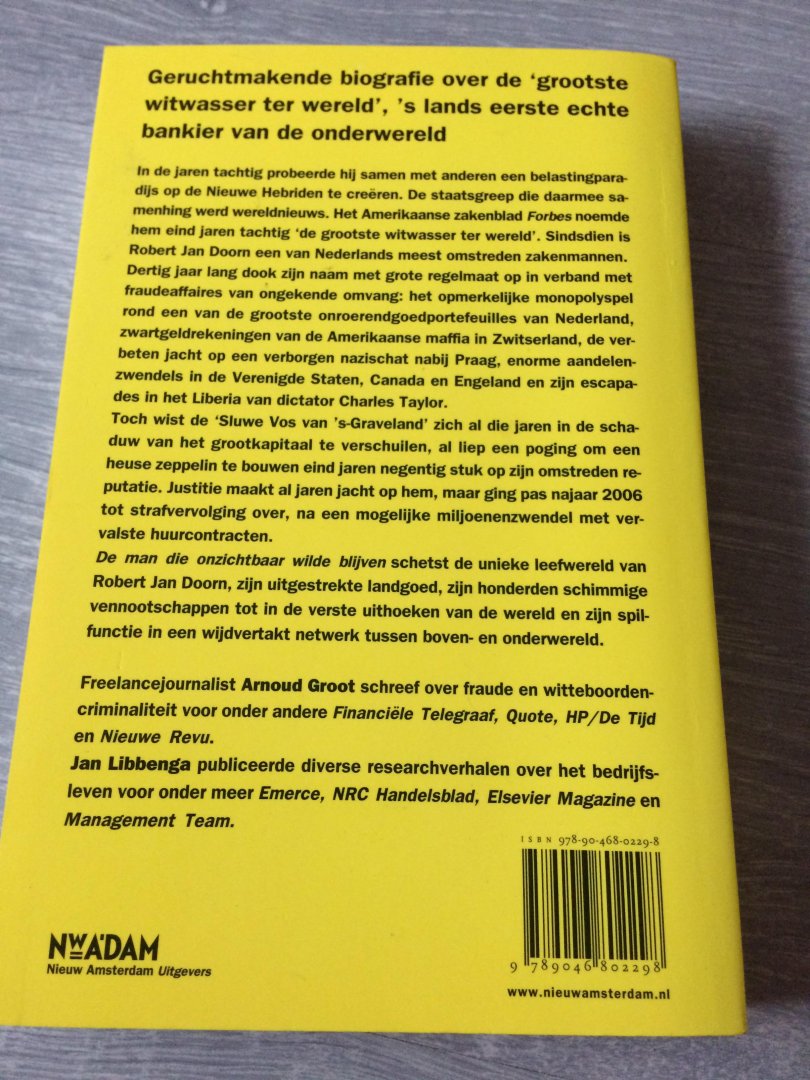 Geruchtmakende biografie over de ‘grootste
witwasser ter wereld’, ’s lands eerste echte
bankier van de onderwereld
In de jaren tachtig probeerde hij samen met anderen een belastingpara-
dijs op de Nieuwe Hebriden te creëren. De staatsgreep die daarmee sa-
menhing werd wereldnieuws. Het Amerikaanse zakenblad Forbes noemde
hem eind jaren tachtig ‘de grootste witwasser ter wereld’. Sindsdien is
Robert Jan Doorn een van Nederlands meest omstreden zakenmannen.
Dertig jaar lang dook zijn naam met grote regelmaat op in verband met
fraudeaffaires van ongekende omvang: het opmerkelijke monopolyspel
rond een van de grootste onroerendgoedportefeuilles van Nederland,
zwartgeldrekeningen van de Amerikaanse maffia in Zwitserland, de ver-
beten jacht op een verborgen nazischat nabij Praag, enorme aandelen-
zwendels in de Verenigde Staten, Canada en Engeland en zijn escapa-
des in het Liberia van dictator Charles Taylor.
Toch wist de ‘Sluwe Vos van ’s-Graveland’ zich al die jaren in de scha-
duw van het grootkapitaal te verschuilen, al liep een poging om een
heuse zeppelin te bouwen eind jaren negentig stuk op zijn omstreden re-
putatie. Justitie maakt al jaren jacht op hem, maar ging pas najaar 2006
tot strafvervolging over, na een mogelijke miljoenenzwendel met ver-
valste huurcontracten.
De man die onzichtbaar wilde blijven schetst de unieke leefwereld van
Robert Jan Doorn, zijn uitgestrekte landgoed, zijn honderden schimmige
vennootschappen tot in de verste uithoeken van de wereld en zijn spil-
functie in een wijdvertakt netwerk tussen boven- en onderwereld.
Freelancejournalist Arnoud Groot schreef over fraude en witteboorden-
criminaliteit voor onder andere Financiële Telegraaf, Quote, HP/De Tijd
en Nieuwe Revu.
Jan Libbenga publiceerde diverse researchverhalen over het bedrijfs-
leven voor onder meer Emerce, NRC Handelsblad, Elsevier Magazine en
Management Team.
ISBN 978-90-468-0229-8
9 789046 802298
NWA'DAM
Nieuw Amsterdam Uitgevers
www.nieuwamsterdam.nl